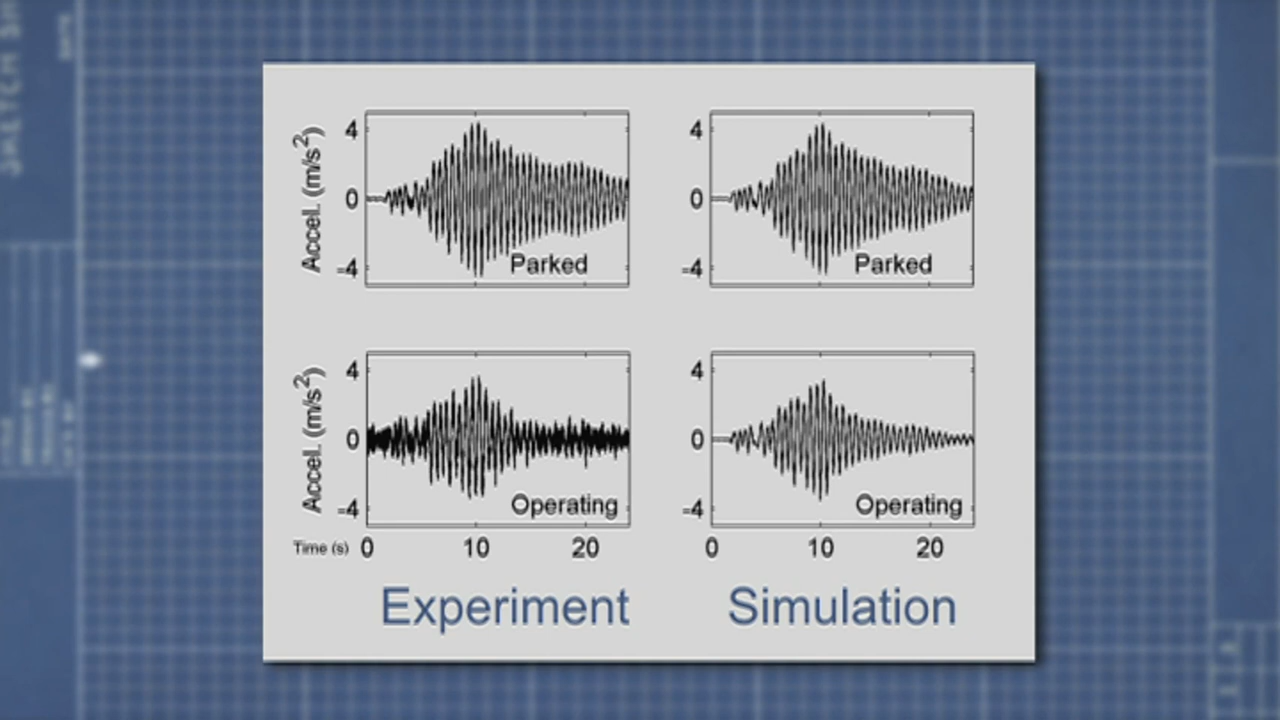 Accel. (m/s²)
4
0
-4
Parked
4
0
-4
Parked
Accel. (m/s²)
4
0
-4
Operating
4
0
-4
Operating
Time (s) 0 10 20 0 10 20
Experiment Simulation